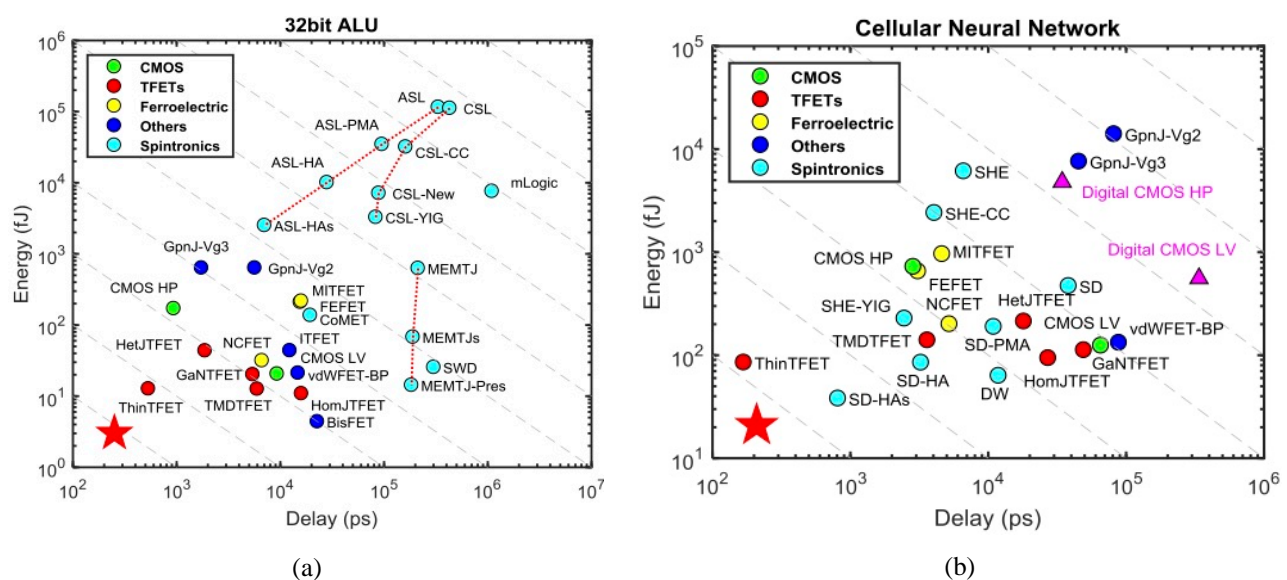 32bit ALU
Energy (fJ)
10^6
10^5
10^4
10^3
10^2
10^1
10^0
CMOS
TFETs
Ferroelectric
Others
Spintronics
ASL
CSL
ASL-PMA
CSL-CC
ASL-HA
mLogic
CSL-New
ASL-HAs
CSL-YIG
GpnJ-Vg3
GpnJ-Vg2
MEMTJ
CMOS HP
MITFET
FEFET
CoMET
HetJTFET
NCFET
ITFET
MEMTJs
CMOS LV
GaNTFET
vdWFET-BP
SWD
ThinTFET
TMDTFET
HomJTFET
MEMTJ-Pres
BisFET
10^2
10^3
10^4
10^5
10^6
10^7
Delay (ps)
(a)
Cellular Neural Network
Energy (fJ)
10^5
10^4
10^3
10^2
10^1
CMOS
TFETs
Ferroelectric
Others
Spintronics
GpnJ-Vg2
GpnJ-Vg3
SHE
Digital CMOS HP
SHE-CC
Digital CMOS LV
CMOS HP
MITFET
FEFET
SD
SHE-YIG
NCFET
HetJTFET
TMDTFET
SD-PMA
CMOS LV
vdWFET-BP
ThinTFET
GaNTFET
SD-HA
HomJTFET
SD-HAs
DW
10^2
10^3
10^4
10^5
10^6
Delay (ps)
(b)